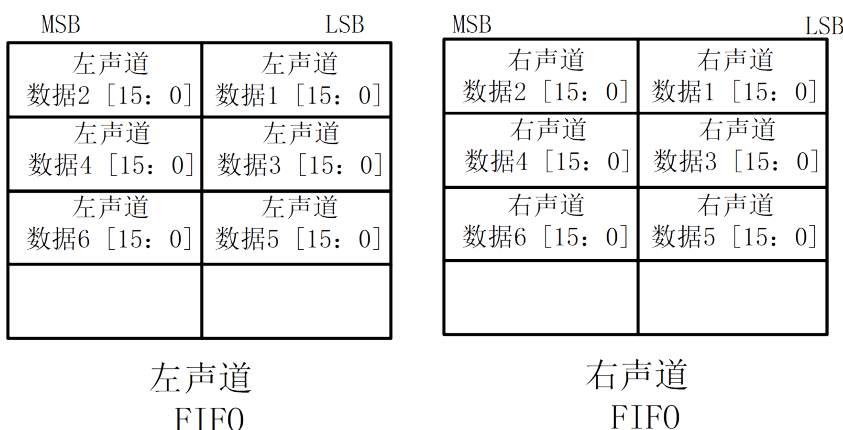 MSB LSB
左声道 左声道
数据2 [15：0] 数据1 [15：0]
左声道 左声道
数据4 [15：0] 数据3 [15：0]
左声道 左声道
数据6 [15：0] 数据5 [15：0]
左声道
FIFO
MSB LSB
右声道 右声道
数据2 [15：0] 数据1 [15：0]
右声道 右声道
数据4 [15：0] 数据3 [15：0]
右声道 右声道
数据6 [15：0] 数据5 [15：0]
右声道
FIFO